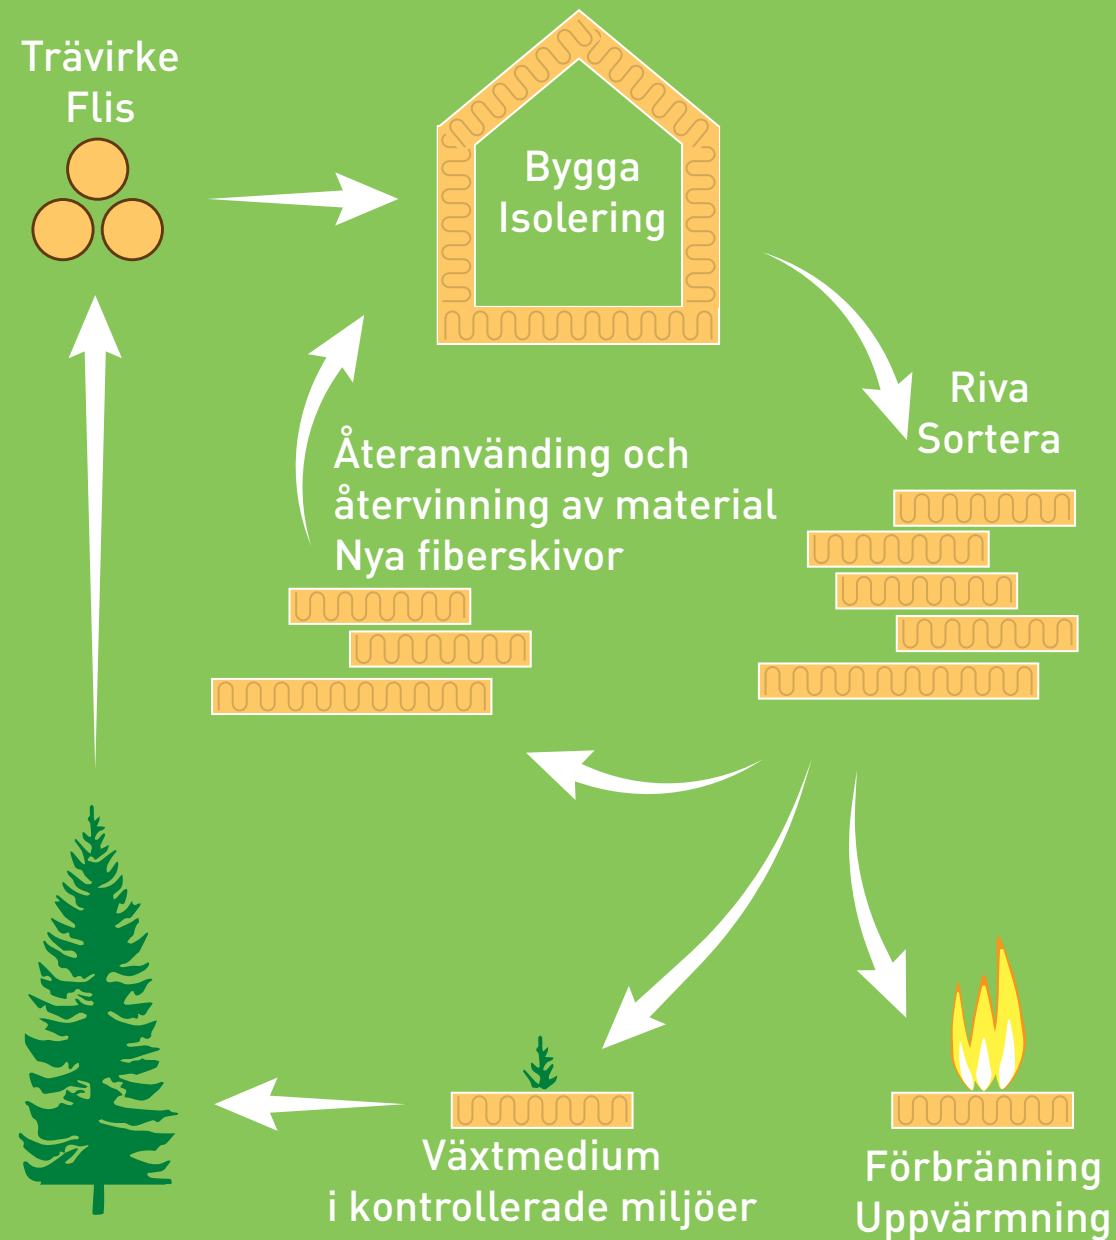 Trävirke
Flis
Bygga
Isolering
Riva
Sortera
Återanvänding och
återvinning av material
Nya fiberskivor
Växtmedium
i kontrollerade miljöer
Förbränning
Uppvärmning